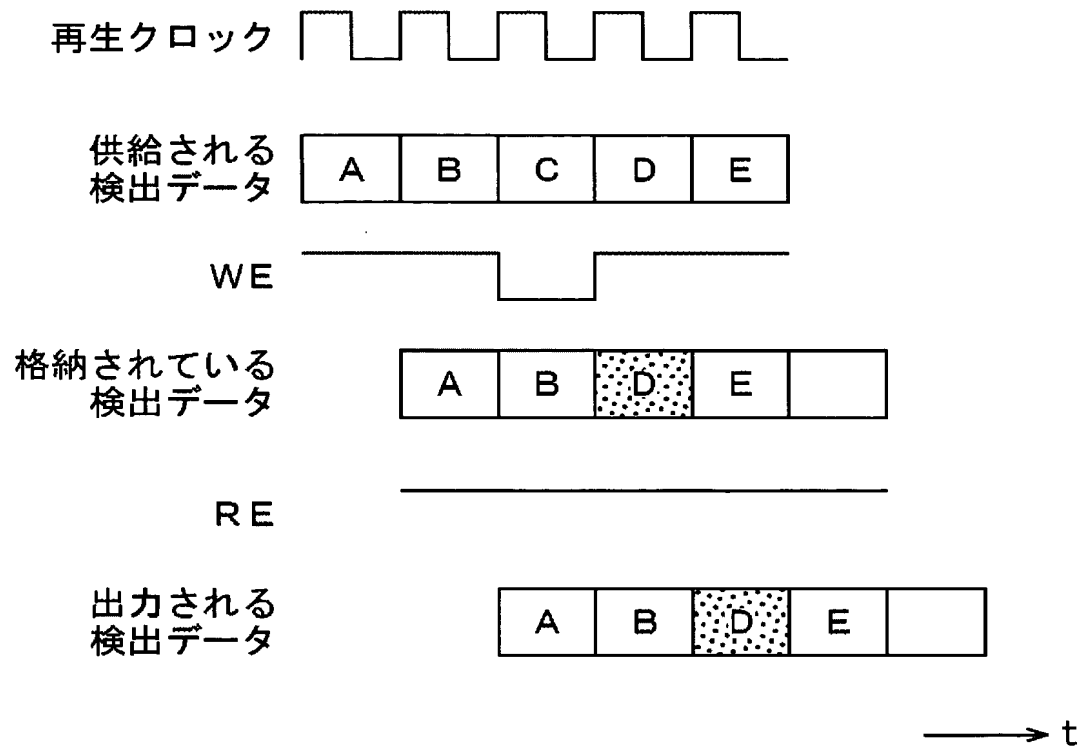 再生クロック
供給される
検出データ
A B C D E
WE
格納されている
検出データ
A B D E
RE
出力される
検出データ
A B D E
t